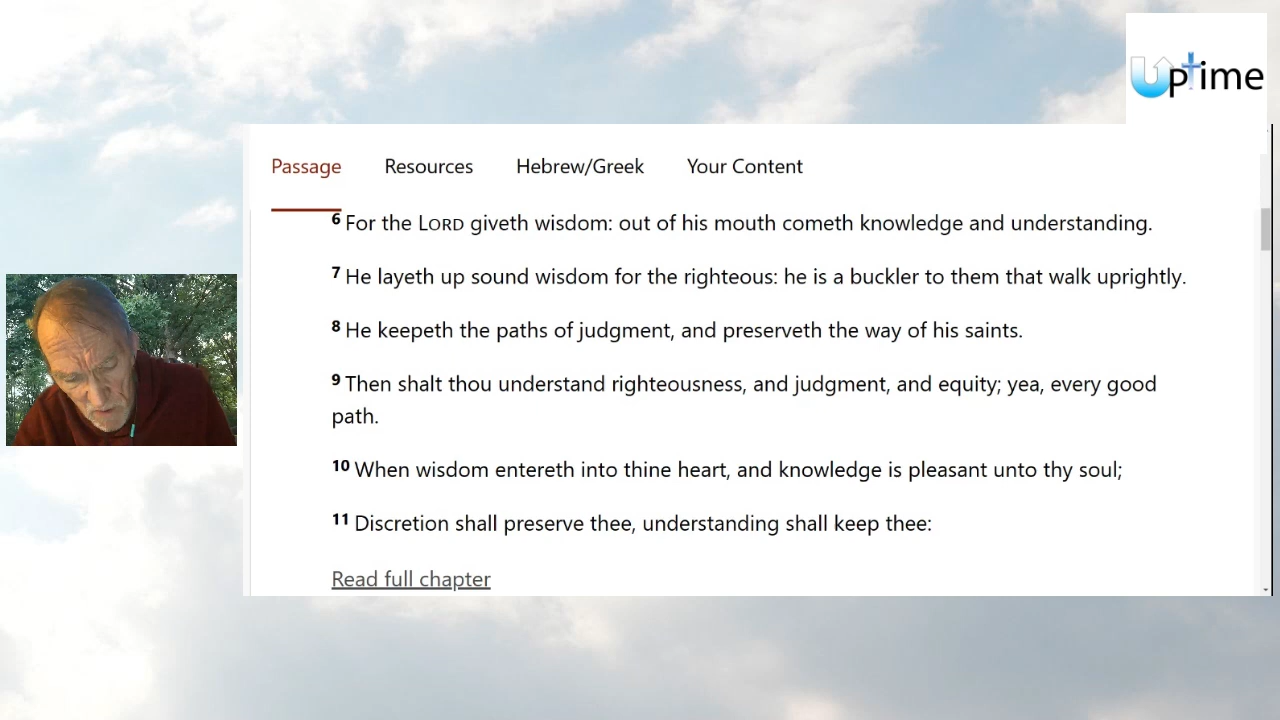 Uptime
Passage Resources Hebrew/Greek Your Content
6 For the LORD giveth wisdom: out of his mouth cometh knowledge and understanding.
7 He layeth up sound wisdom for the righteous: he is a buckler to them that walk uprightly.
8 He keepeth the paths of judgment, and preserveth the way of his saints.
9 Then shalt thou understand righteousness, and judgment, and equity; yea, every good
path.
10 When wisdom entereth into thine heart, and knowledge is pleasant unto thy soul;
11 Discretion shall preserve thee, understanding shall keep thee:
Read full chapter